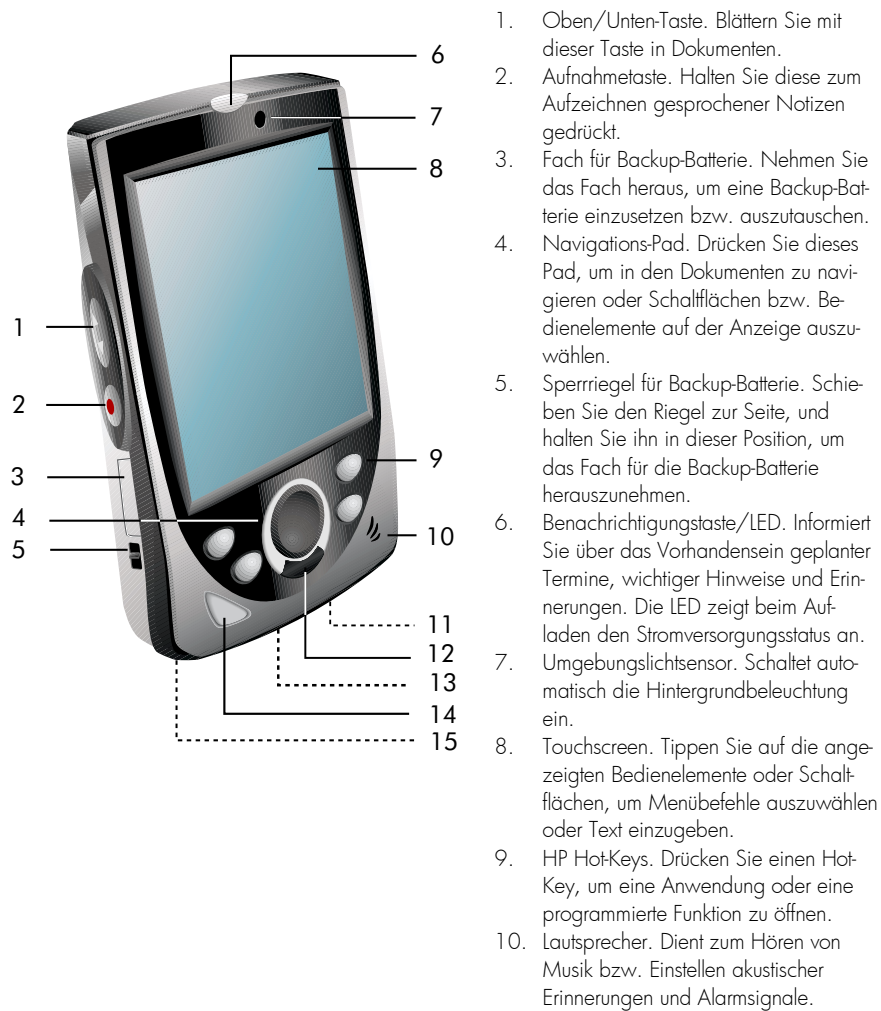 6
7
8
1
2
3
9
4
10
5
11
12
13
14
15
1. Oben/Unten-Taste. Blättern Sie mit
dieser Taste in Dokumenten.
2. Aufnahmetaste. Halten Sie diese zum
Aufzeichnen gesprochener Notizen
gedrückt.
3. Fach für Backup-Batterie. Nehmen Sie
das Fach heraus, um eine Backup-Bat-
terie einzusetzen bzw. auszutauschen.
4. Navigations-Pad. Drücken Sie dieses
Pad, um in den Dokumenten zu navi-
gieren oder Schaltflächen bzw. Be-
dienelemente auf der Anzeige auszu-
wählen.
5. Sperrriegel für Backup-Batterie. Schie-
ben Sie den Riegel zur Seite, und
halten Sie ihn in dieser Position, um
das Fach für die Backup-Batterie
herauszunehmen.
6. Benachrichtigungstaste/LED. Informiert
Sie über das Vorhandensein geplanter
Termine, wichtiger Hinweise und Erin-
nerungen. Die LED zeigt beim Auf-
laden den Stromversorgungsstatus an.
7. Umgebungslichtsensor. Schaltet auto-
matisch die Hintergrundbeleuchtung
ein.
8. Touchscreen. Tippen Sie auf die ange-
zeigten Bedienelemente oder Schalt-
flächen, um Menübefehle auszuwählen
oder Text einzugeben.
9. HP Hot-Keys. Drücken Sie einen Hot-
Key, um eine Anwendung oder eine
programmierte Funktion zu öffnen.
10. Lautsprecher. Dient zum Hören von
Musik bzw. Einstellen akustischer
Erinnerungen und Alarmsignale.